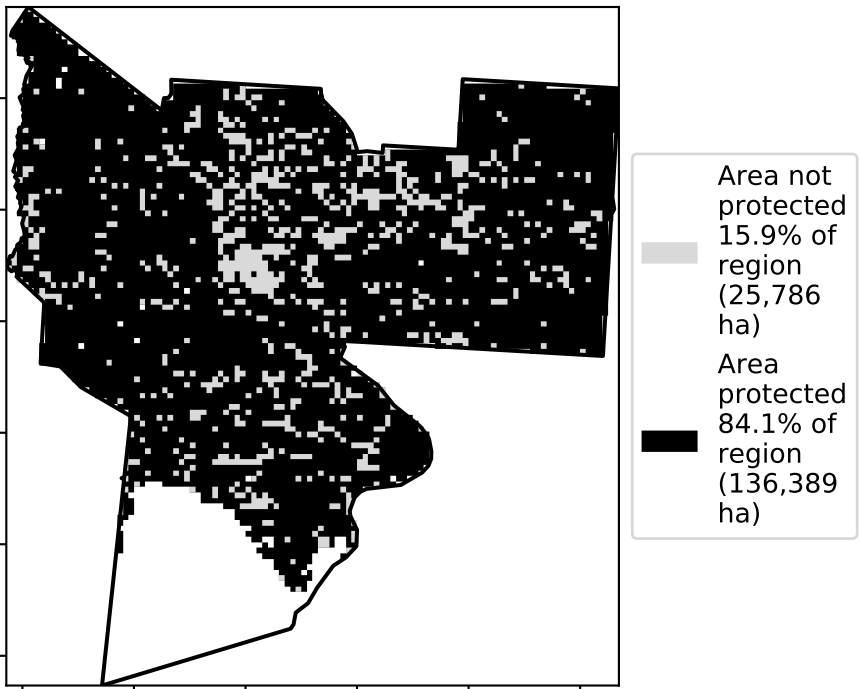 Area not
protected
15.9% of
region
(25,786
ha)
Area
protected
84.1% of
region
(136,389
ha)